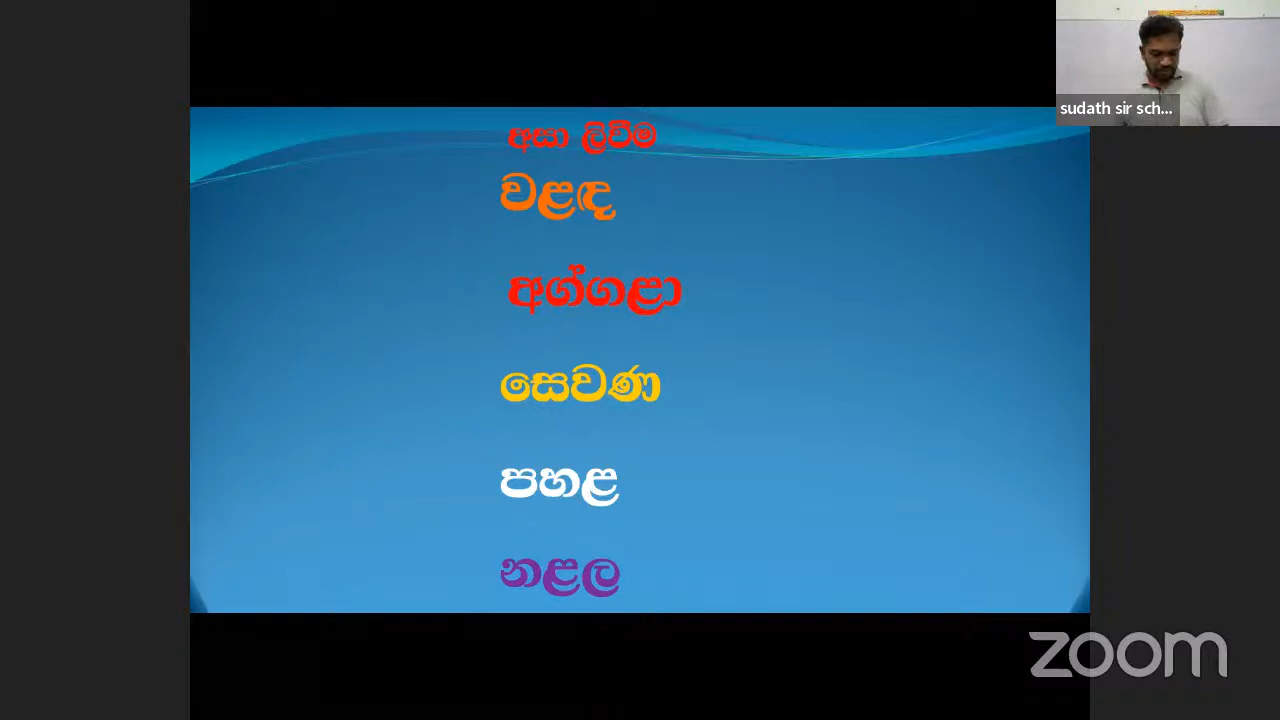 sudath sir sch...
අසා ලිවීම
වළඳ
අග්ගළා
සෙවණ
පහළ
නළල
zoom